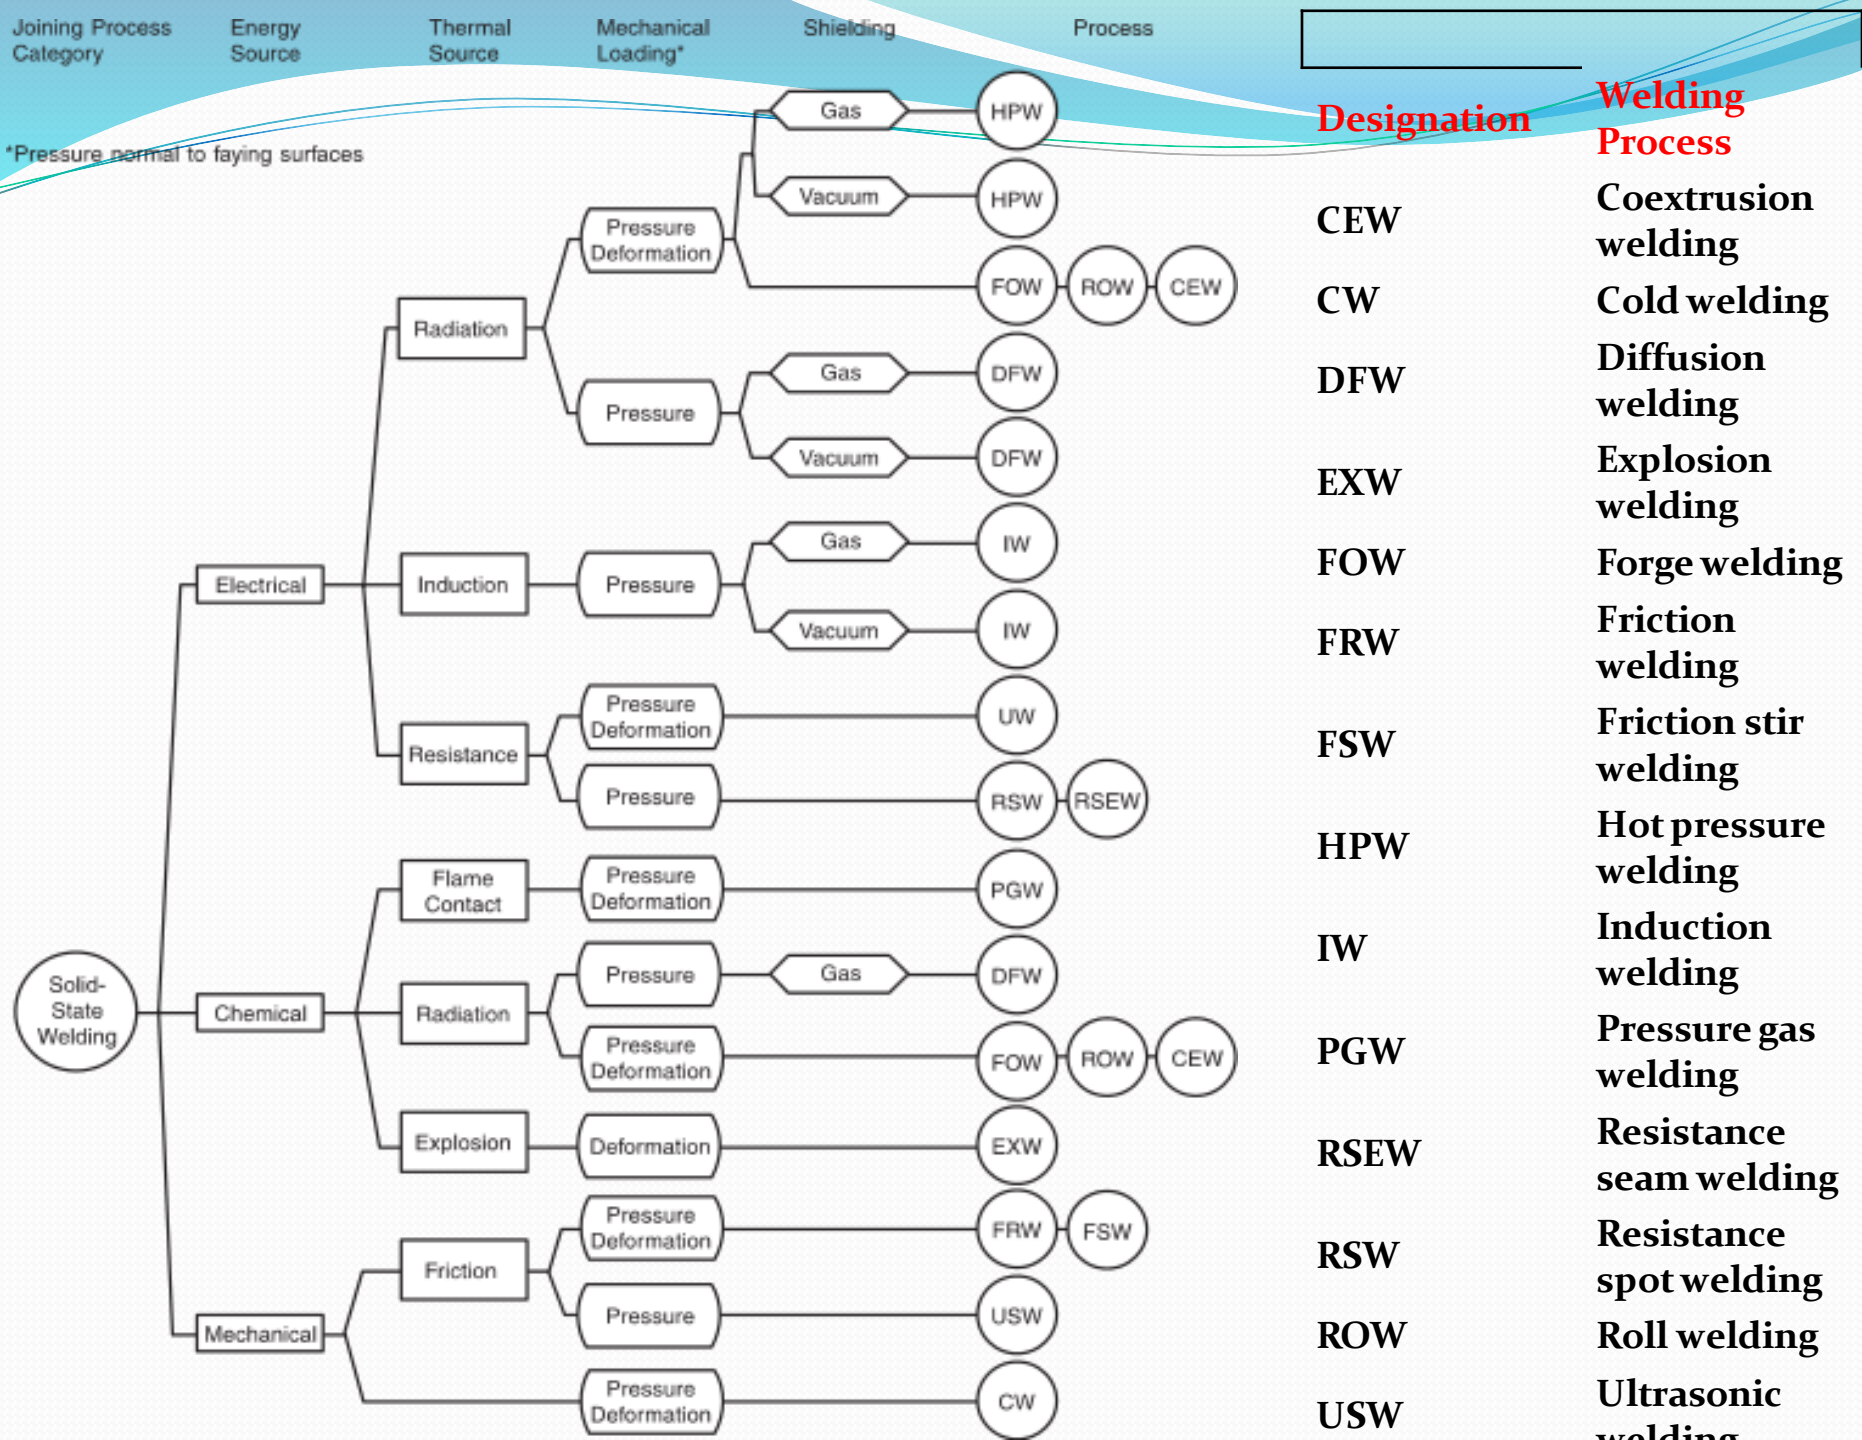 Joining Process
Category
Energy
Source
Thermal
Source
Mechanical
Loading*
Shielding
Process
*Pressure normal to faying surfaces
Solid-
State
Welding
Electrical
Radiation
Pressure
Deformation
Gas
HPW
Vacuum
HPW
FOW
ROW
CEW
Pressure
Gas
DFW
Vacuum
DFW
Induction
Pressure
Gas
IW
Vacuum
IW
Resistance
Pressure
Deformation
UW
Pressure
RSW
RSEW
Chemical
Flame
Contact
Pressure
Deformation
PGW
Radiation
Pressure
Gas
DFW
Pressure
Deformation
FOW
ROW
CEW
Explosion
Deformation
EXW
Mechanical
Friction
Pressure
Deformation
FRW
FSW
Pressure
USW
Pressure
Deformation
CW
Designation
Welding
Process
CEW
Coextrusion
welding
CW
Cold welding
DFW
Diffusion
welding
EXW
Explosion
welding
FOW
Forge welding
FRW
Friction
welding
FSW
Friction stir
welding
HPW
Hot pressure
welding
IW
Induction
welding
PGW
Pressure gas
welding
RSEW
Resistance
seam welding
RSW
Resistance
spot welding
ROW
Roll welding
USW
Ultrasonic
welding